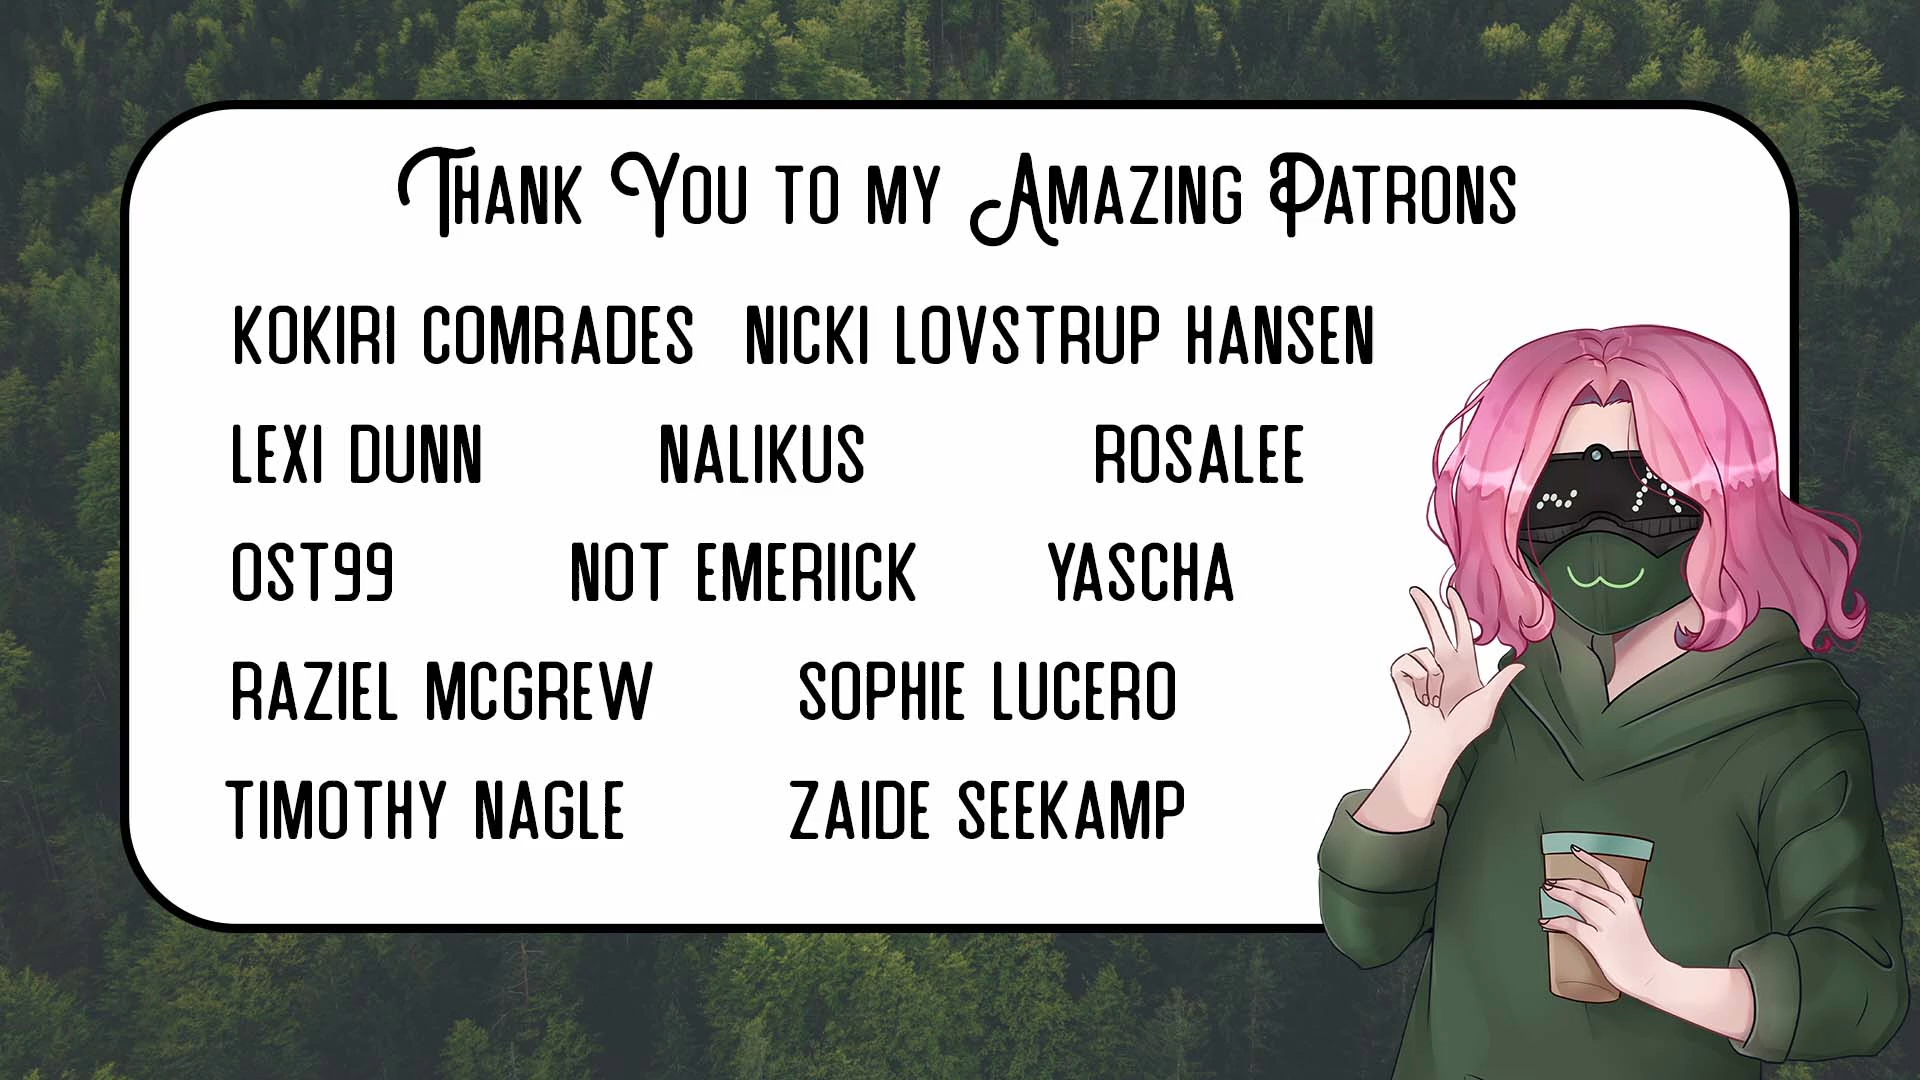 Thank You to my Amazing Patrons
KOKIRI COMRADES NICKI LOVSTRUP HANSEN
LEXI DUNN NALIKUS ROSALEE
OST99 NOT EMERIICK YASCHA
RAZIEL MCGREW SOPHIE LUCERO
TIMOTHY NAGLE ZAIDE SEEKAMP